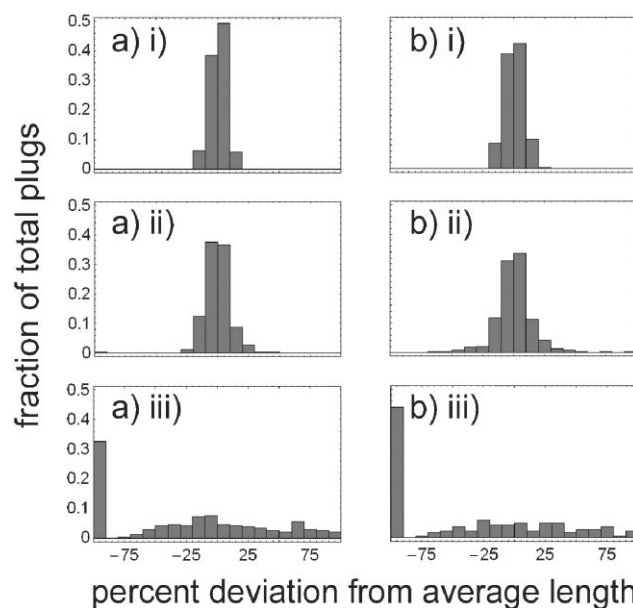 fraction of total plugs
0.5
0.4
0.3
0.2
0.1
0
a) i)
b) i)
0.5
0.4
0.3
0.2
0.1
0
a) ii)
b) ii)
0.5
0.4
0.3
0.2
0.1
0
a) iii)
b) iii)
−75 −25 25 75
−75 −25 25 75
percent deviation from average length